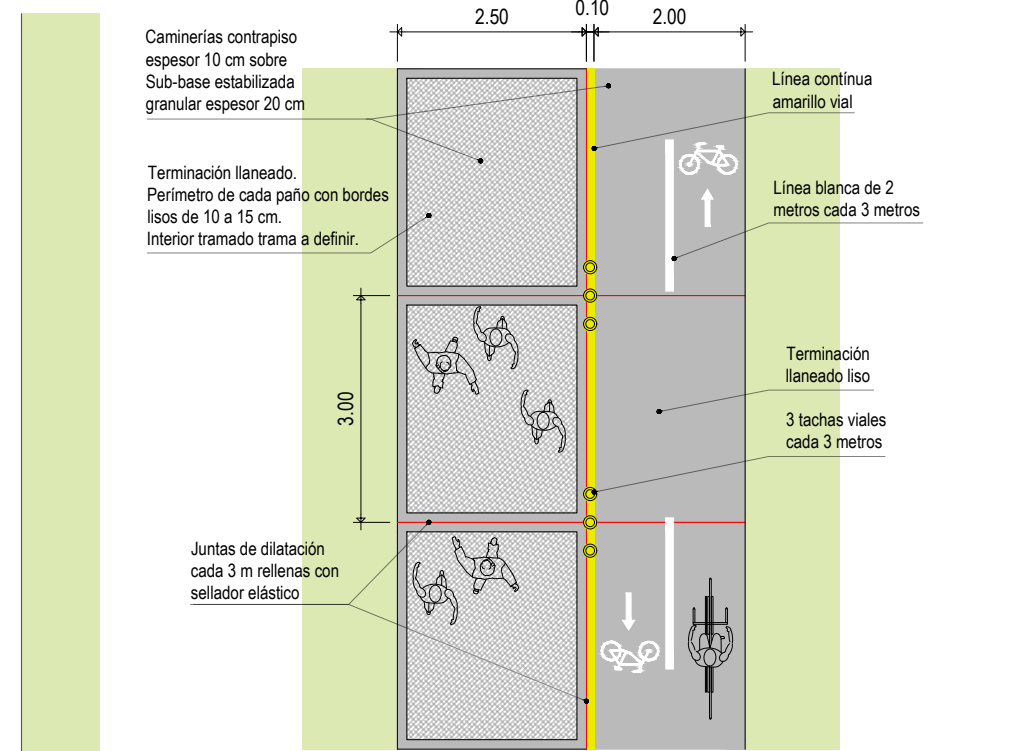 2.50
0.10
2.00
Caminerías contrapiso
espesor 10 cm sobre
Sub-base estabilizada
granular espesor 20 cm
Terminación llaneado.
Perímetro de cada paño con bordes
lisos de 10 a 15 cm.
Interior tramado trama a definir.
3.00
Juntas de dilatación
cada 3 m rellenas con
sellador elástico
Línea contínua
amarillo vial
Línea blanca de 2
metros cada 3 metros
Terminación
llaneado liso
3 tachas viales
cada 3 metros